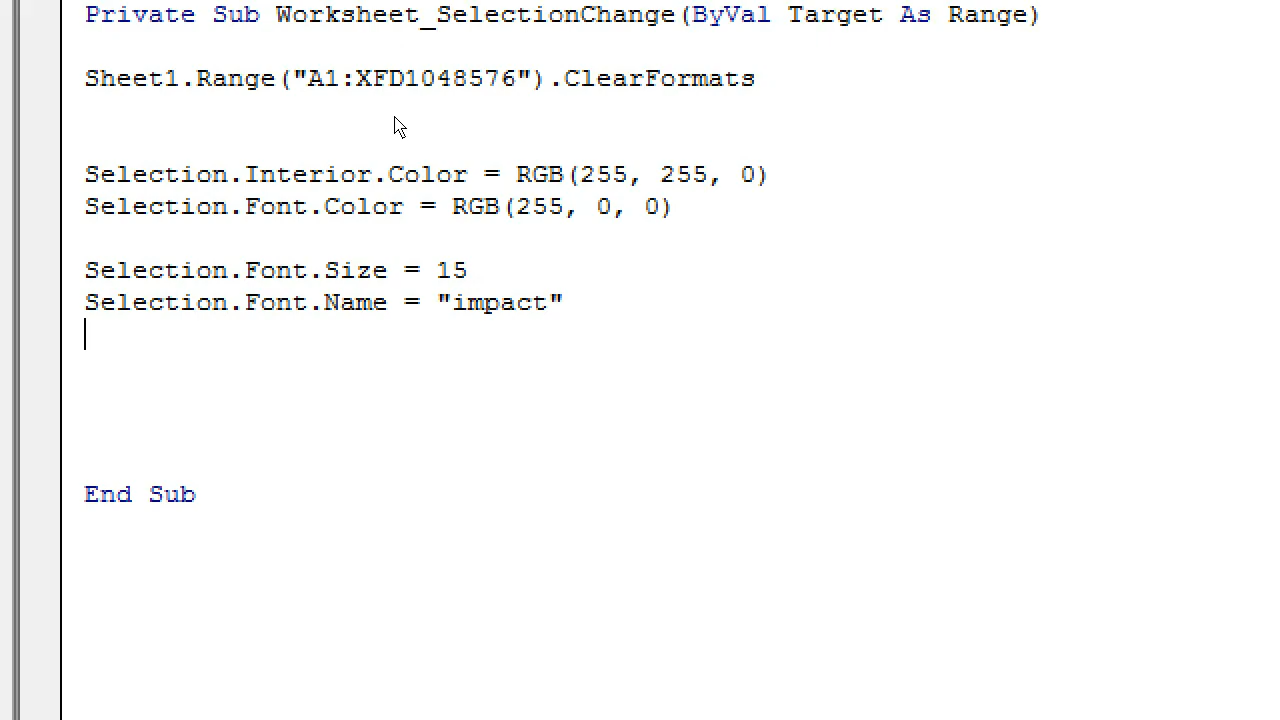 Private Sub Worksheet_SelectionChange(ByVal Target As Range)
Sheet1.Range("A1:XFD1048576").ClearFormats
Selection.Interior.Color = RGB(255, 255, 0)
Selection.Font.Color = RGB(255, 0, 0)
Selection.Font.Size = 15
Selection.Font.Name = "impact"
End Sub